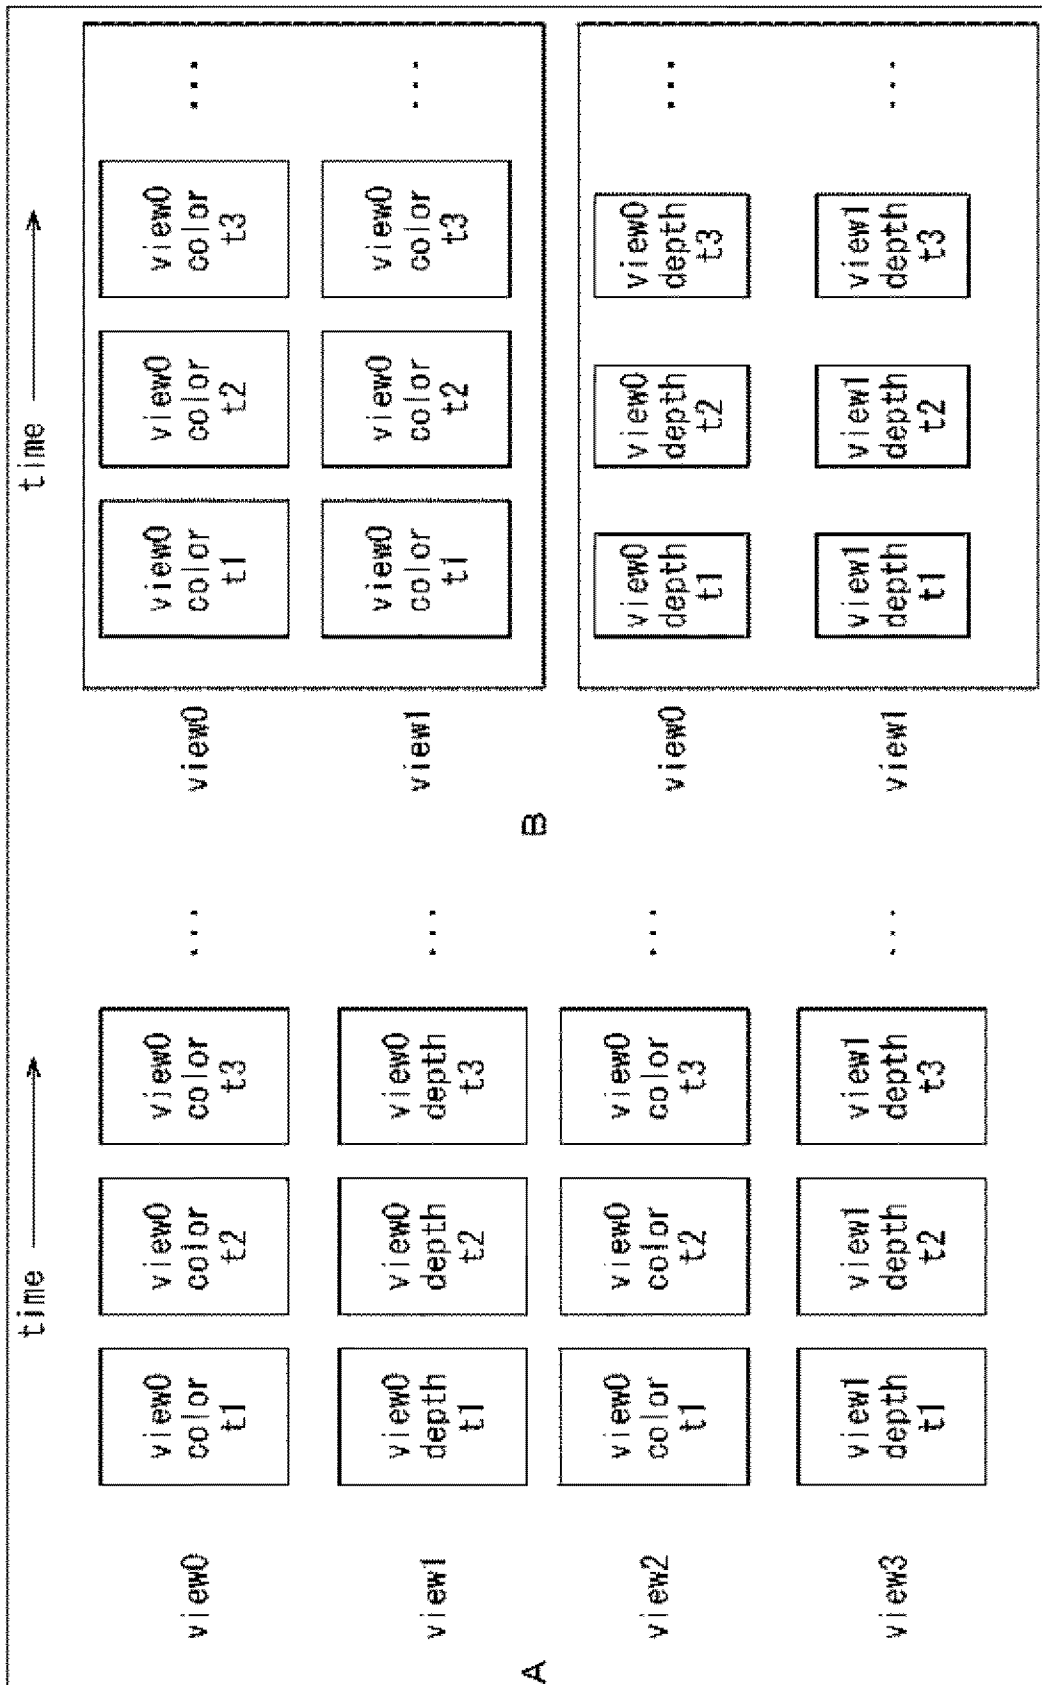 time
view0
view0
color
t1
view0
color
t2
view0
color
t3
...
view1
view0
depth
t1
view0
depth
t2
view0
depth
t3
...
view2
view0
color
t1
view0
color
t2
view0
color
t3
...
view3
view1
depth
t1
view1
depth
t2
view1
depth
t3
...
A
time
view0
view0
color
t1
view0
color
t2
view0
color
t3
...
view1
view0
color
t1
view0
color
t2
view0
color
t3
...
view0
view0
depth
t1
view0
depth
t2
view0
depth
t3
...
view1
view1
depth
t1
view1
depth
t2
view1
depth
t3
...
B